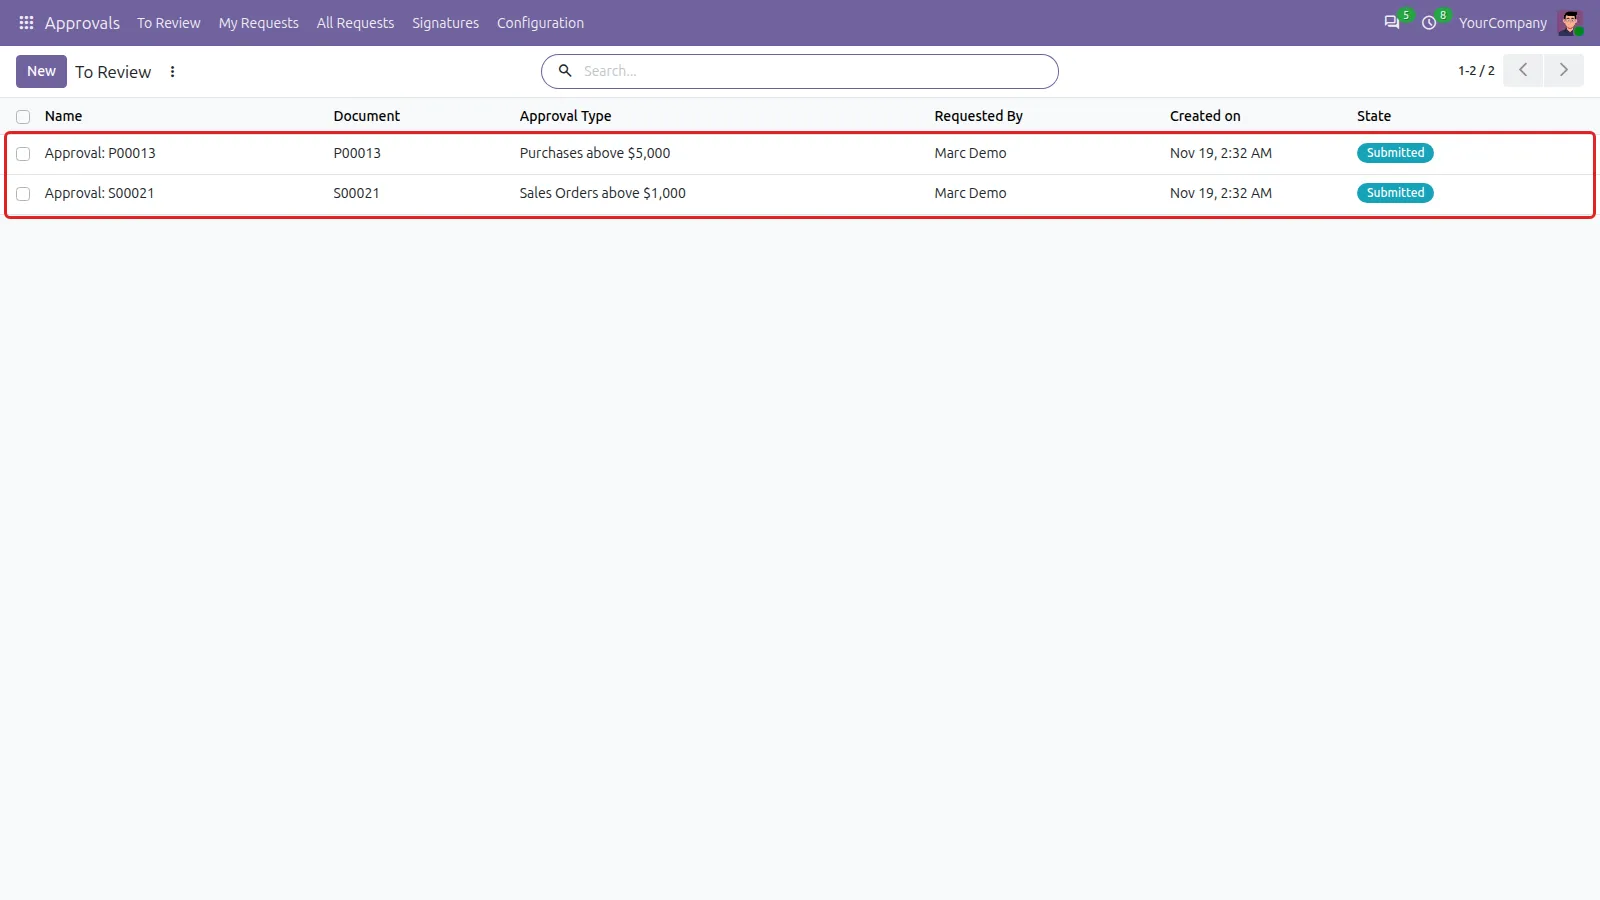 Approvals To Review My Requests All Requests Signatures Configuration 5 8 YourCompany
New To Review Search... 1-2 / 2
Name Document Approval Type Requested By Created on State
Approval: P00013 P00013 Purchases above $5,000 Marc Demo Nov 19, 2:32 AM Submitted
Approval: S00021 S00021 Sales Orders above $1,000 Marc Demo Nov 19, 2:32 AM Submitted